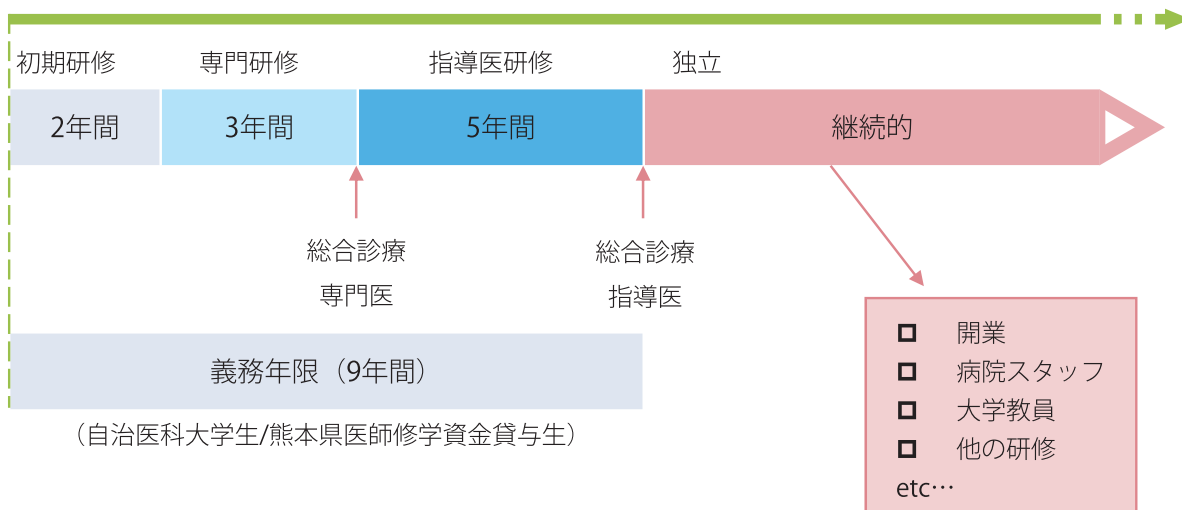 初期研修
専門研修
指導医研修
独立
2年間
3年間
5年間
継続的
総合診療
専門医
総合診療
指導医
義務年限（9年間）
（自治医科大学生/熊本県医師修学資金貸与生）
開業
病院スタッフ
大学教員
他の研修
etc…